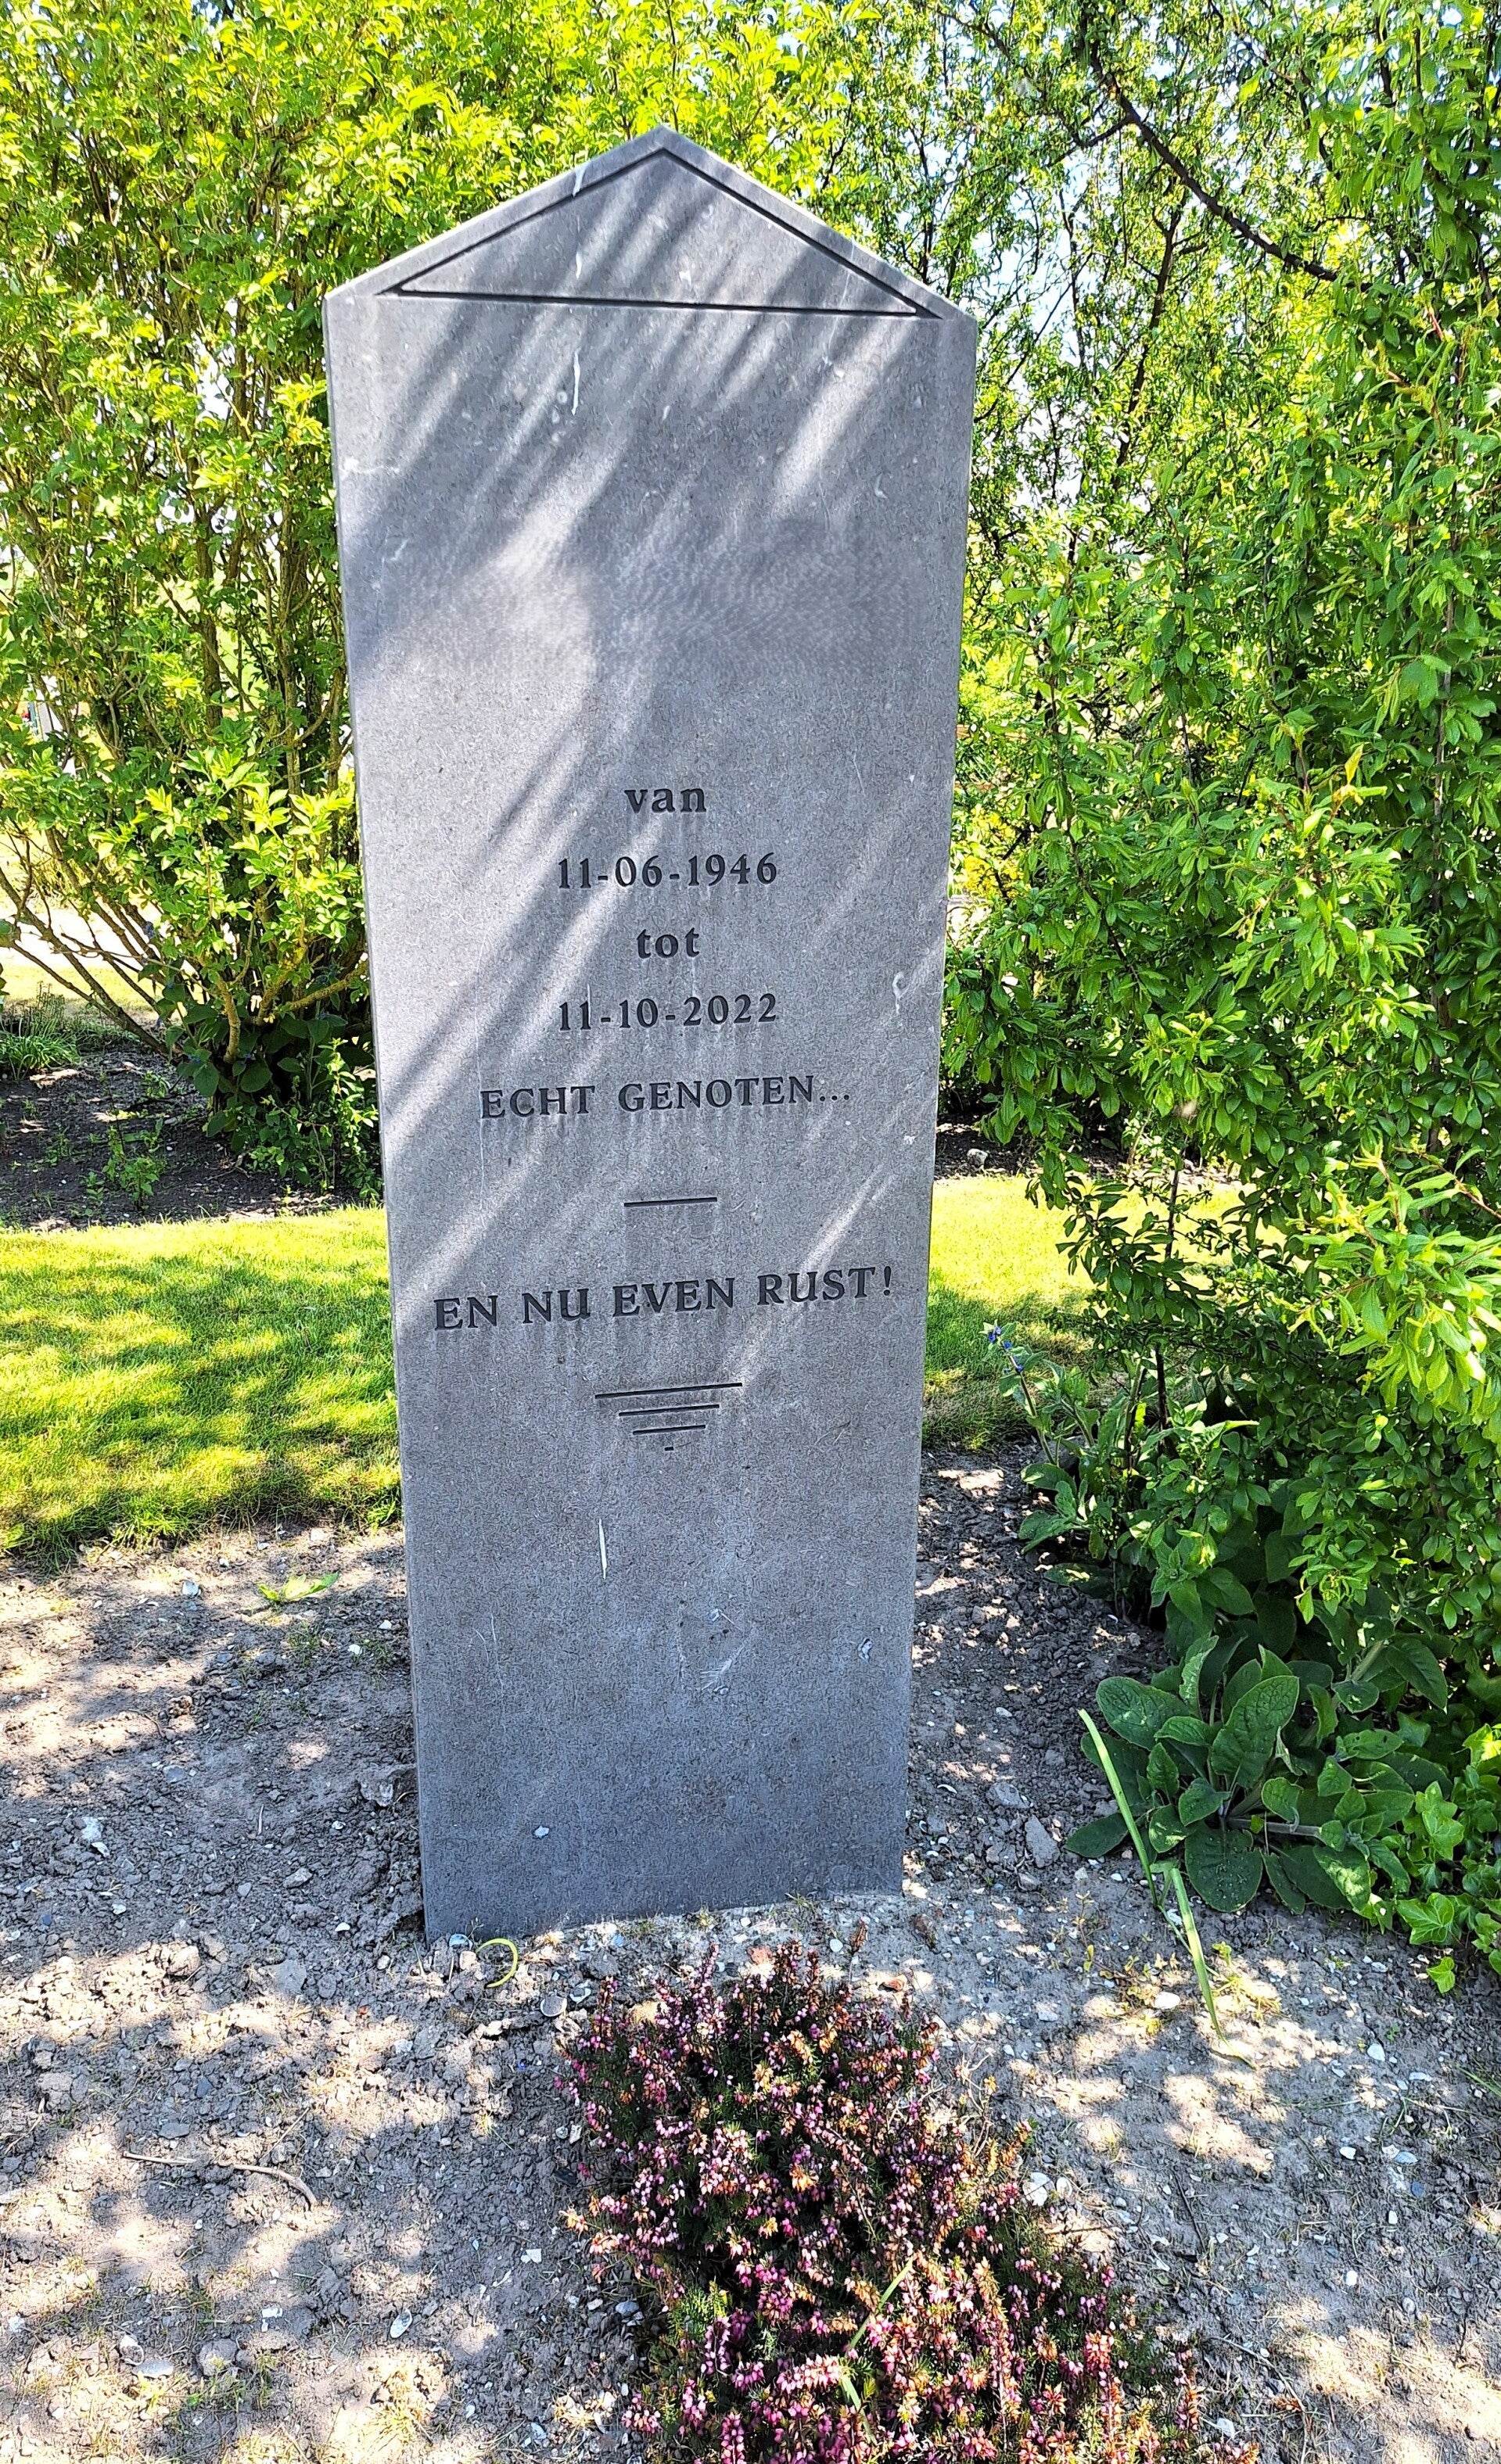 van
11-06-1946
tot
11-10-2022
ECHT GENOTEN...
EN NU EVEN RUST!